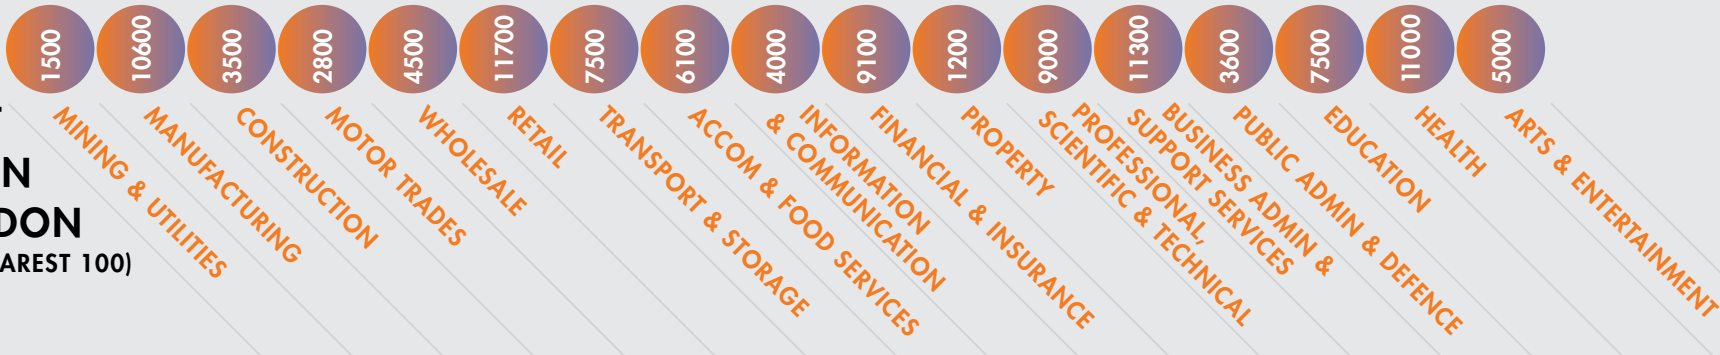 1500
10600
3500
2800
4500
11700
7500
6100
4000
9100
1200
9000
11300
3600
7500
11000
5000
MINING & UTILITIES
MANUFACTURING
CONSTRUCTION
MOTOR TRADES
WHOLESALE
RETAIL
TRANSPORT & STORAGE
ACCOM & FOOD SERVICES
INFORMATION
& COMMUNICATION
FINANCIAL & INSURANCE
PROPERTY
PROFESSIONAL,
SCIENTIFIC & TECHNICAL
BUSINESS ADMIN &
SUPPORT SERVICES
PUBLIC ADMIN & DEFENCE
EDUCATION
HEALTH
ARTS & ENTERTAINMENT
N
DON
AREST 100)